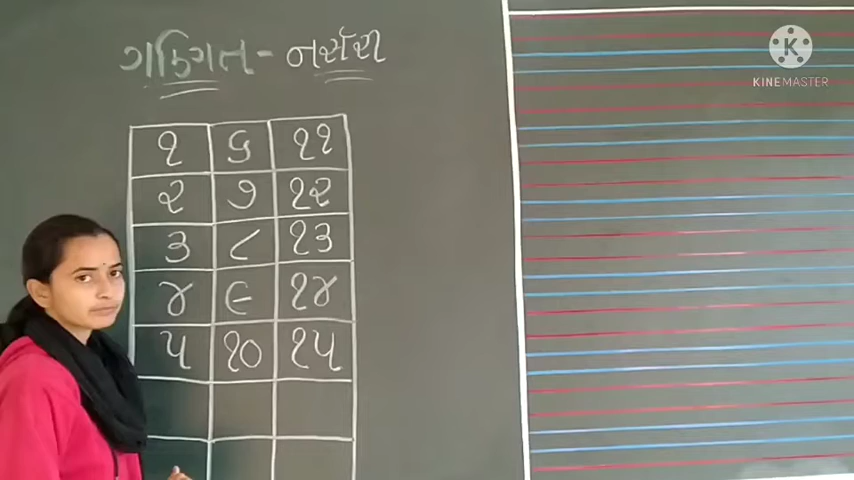 ગણિત - નર્સરી
૧ ૬ ૧૧
૨ ૭ ૧૨
૩ ૮ ૧૩
૪ ૯ ૧૪
૫ ૧૦ ૧૫
K
KINEMASTER